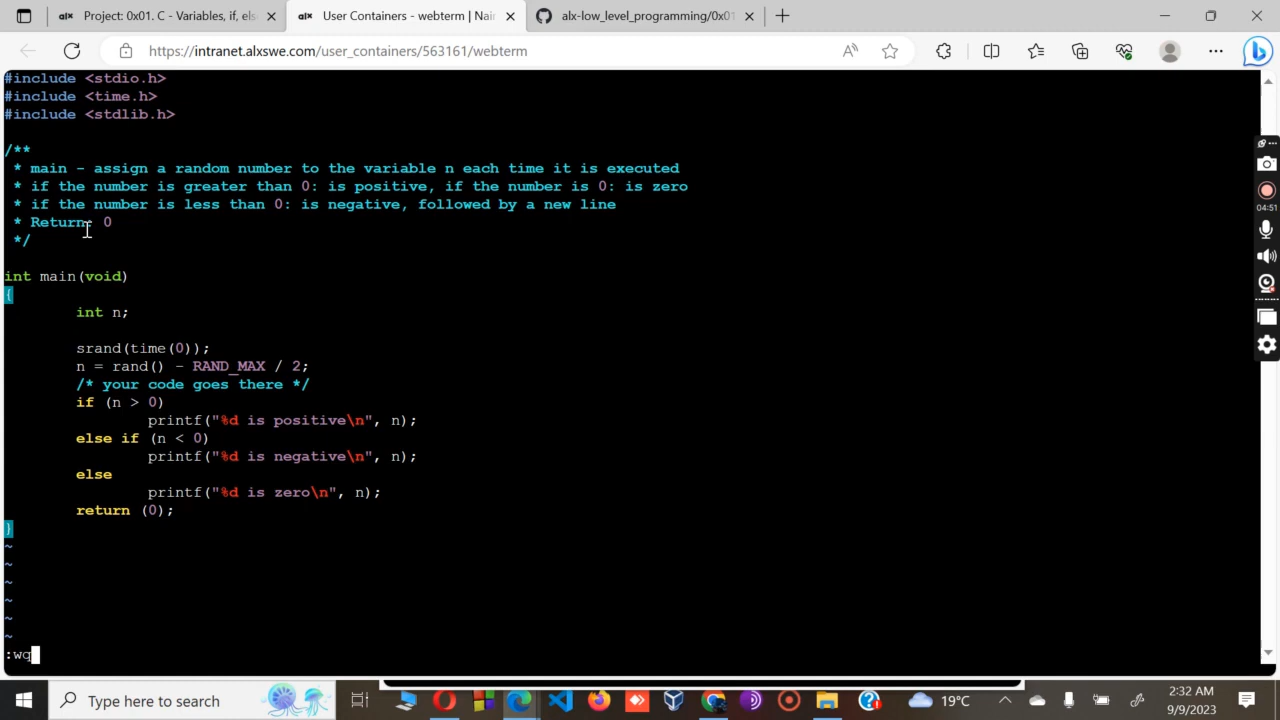 Project: 0x01. C - Variables, if, els
User Containers - webterm | Nair
alx-low_level_programming/0x01
https://intranet.alxswe.com/user_containers/563161/webterm
#include <stdio.h>
#include <time.h>
#include <stdlib.h>
/**
* main - assign a random number to the variable n each time it is executed
* if the number is greater than 0: is positive, if the number is 0: is zero
* if the number is less than 0: is negative, followed by a new line
* Return: 0
*/
int main(void)
{
int n;
srand(time(0));
n = rand() - RAND_MAX / 2;
/* your code goes there */
if (n > 0)
printf("%d is positive\n", n);
else if (n < 0)
printf("%d is negative\n", n);
else
printf("%d is zero\n", n);
return (0);
}
~
~
~
~
~
~
:wq
04:51
Type here to search
19°C
2:32 AM
9/9/2023